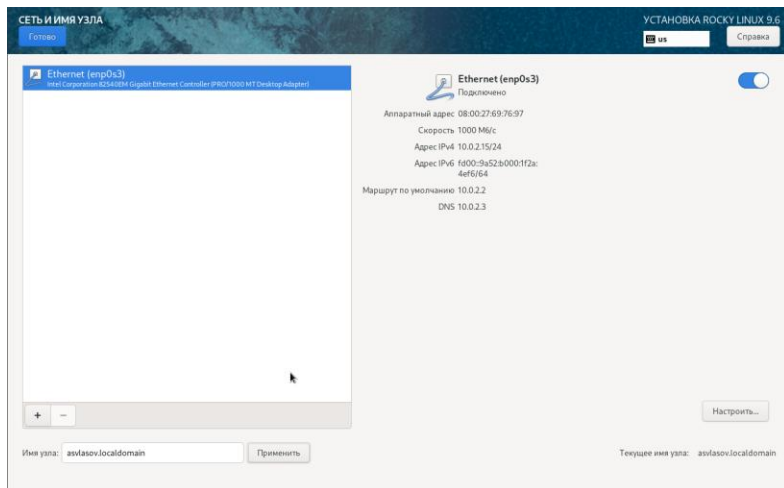 СЕТЬ И ИМЯ УЗЛА
УСТАНОВКА ROCKY LINUX 9.6
Готово
us
Справка
Ethernet (enp0s3)
Intel Corporation 82540EM Gigabit Ethernet Controller (PRO/1000 MT Desktop Adapter)
Ethernet (enp0s3)
Подключено
Аппаратный адрес 08:00:27:69:76:97
Скорость 1000 Мб/с
Адрес IPv4 10.0.2.15/24
Адрес IPv6 fd00::9a52:b000:1f2a:
4ef6/64
Маршрут по умолчанию 10.0.2.2
DNS 10.0.2.3
+ −
Настроить...
Имя узла: asvlasov.localdomain Применить
Текущее имя узла: asvlasov.localdomain